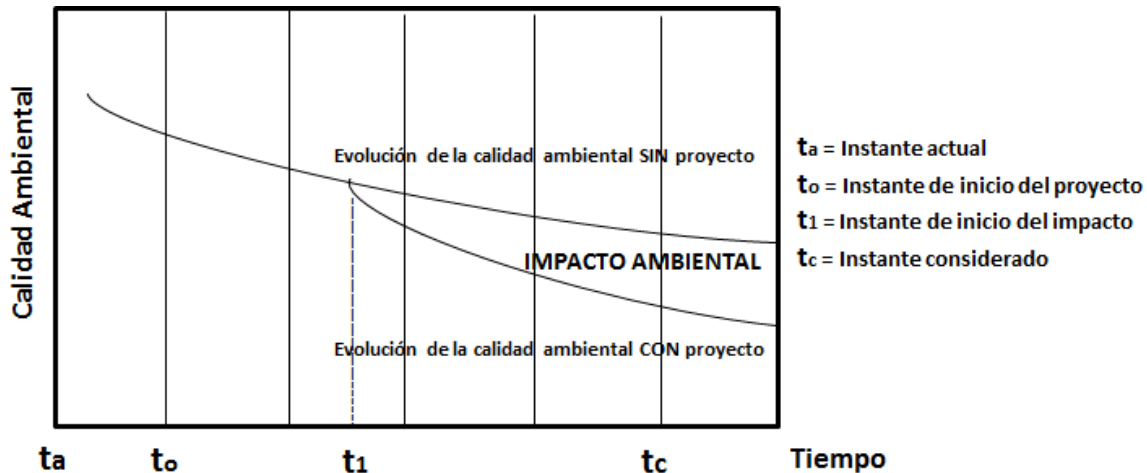 Calidad Ambiental
Evolución de la calidad ambiental SIN proyecto
IMPACTO AMBIENTAL
Evolución de la calidad ambiental CON proyecto
ta
to
t1
tc
Tiempo
ta = Instante actual
to = Instante de inicio del proyecto
t1 = Instante de inicio del impacto
tc = Instante considerado